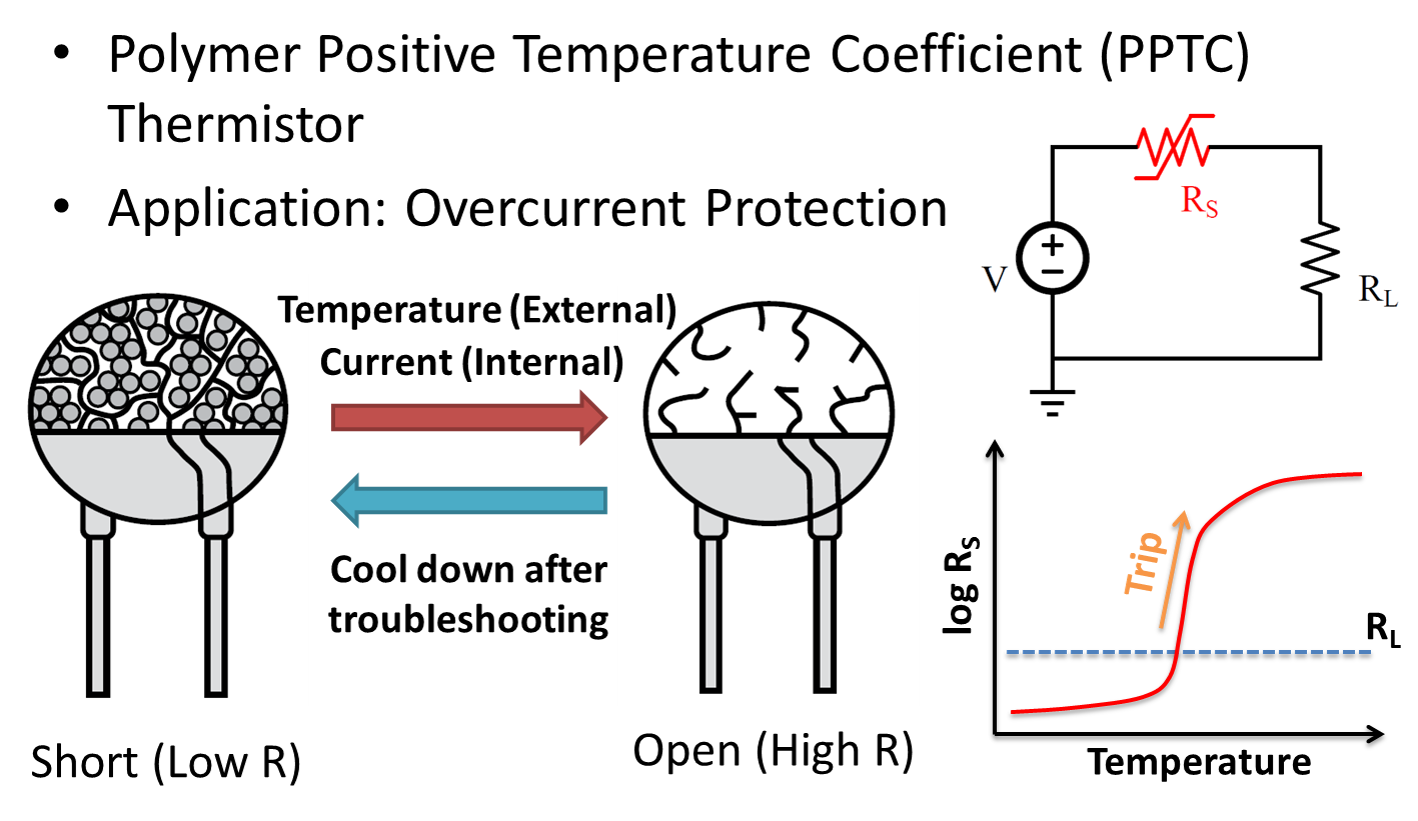 • Polymer Positive Temperature Coefficient (PPTC)
Thermistor
• Application: Overcurrent Protection
R_S
V
+
−
R_L
Temperature (External)
Current (Internal)
Cool down after
troubleshooting
Short (Low R)
Open (High R)
log R_S
Trip
R_L
Temperature